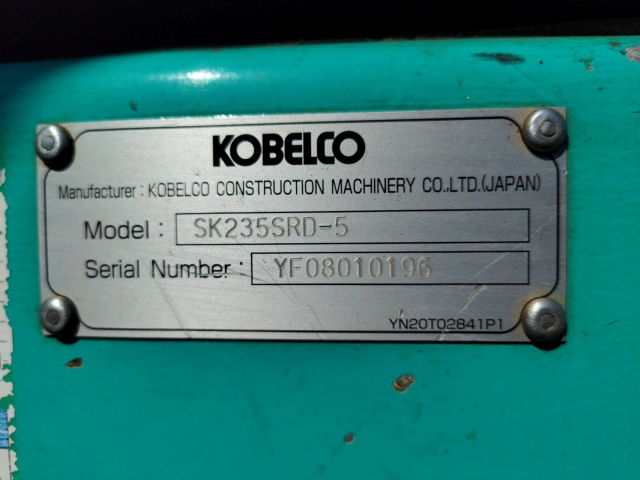 KOBELCO
Manufacturer : KOBELCO CONSTRUCTION MACHINERY CO.,LTD.(JAPAN)
Model : SK235SRD-5
Serial Number : YF08010196
YN20T02841P1